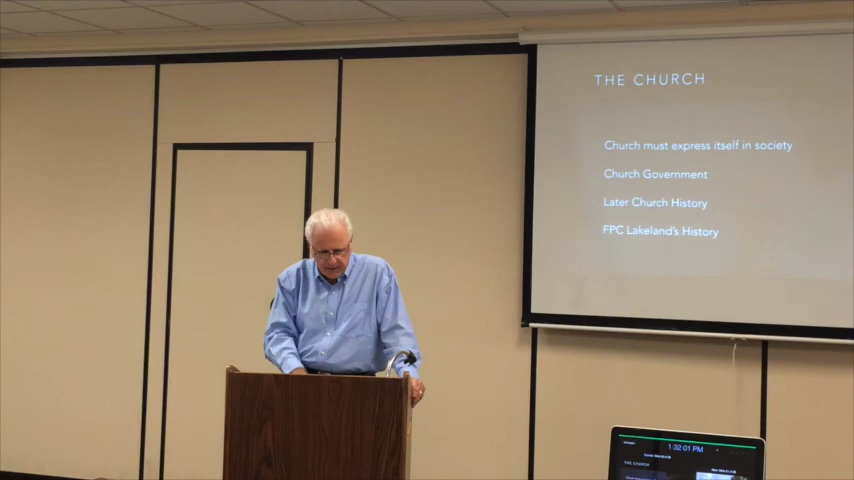 THE CHURCH
Church must express itself in society
Church Government
Later Church History
FPC Lakeland's History
1:32:01 PM
THE CHURCH